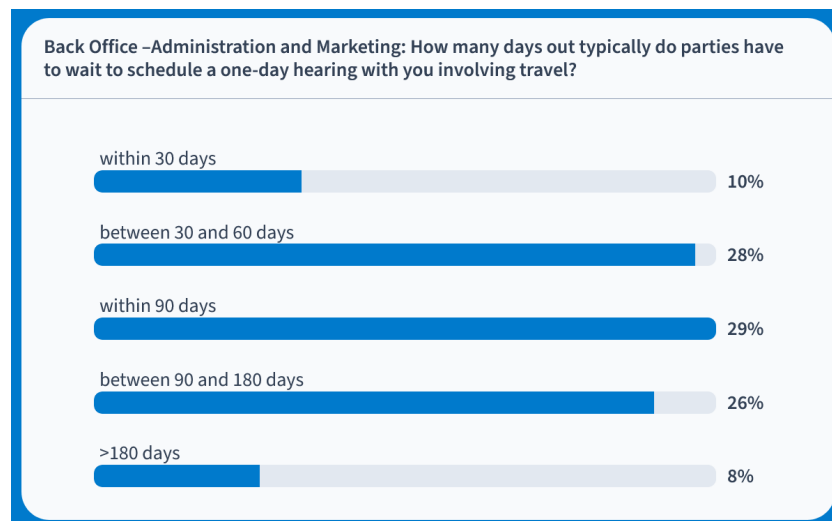 Back Office –Administration and Marketing: How many days out typically do parties have
to wait to schedule a one-day hearing with you involving travel?
within 30 days
10%
between 30 and 60 days
28%
within 90 days
29%
between 90 and 180 days
26%
>180 days
8%